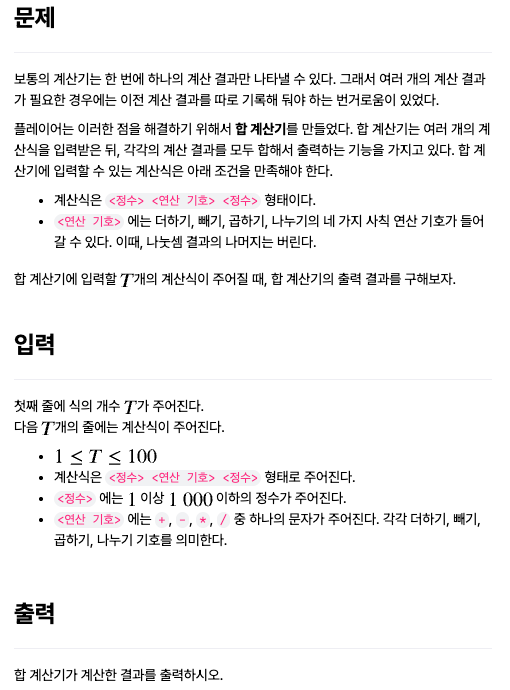 문제
보통의 계산기는 한 번에 하나의 계산 결과만 나타낼 수 있다. 그래서 여러 개의 계산 결과
가 필요한 경우에는 이전 계산 결과를 따로 기록해 둬야 하는 번거로움이 있었다.
플레이어는 이러한 점을 해결하기 위해서 합 계산기를 만들었다. 합 계산기는 여러 개의 계
산식을 입력받은 뒤, 각각의 계산 결과를 모두 합해서 출력하는 기능을 가지고 있다. 합 계
산기에 입력할 수 있는 계산식은 아래 조건을 만족해야 한다.
• 계산식은 <정수> <연산 기호> <정수> 형태이다.
• <연산 기호> 에는 더하기, 빼기, 곱하기, 나누기의 네 가지 사칙 연산 기호가 들어
갈 수 있다. 이때, 나눗셈 결과의 나머지는 버린다.
합 계산기에 입력할 T개의 계산식이 주어질 때, 합 계산기의 출력 결과를 구해보자.
입력
첫째 줄에 식의 개수 T가 주어진다.
다음 T개의 줄에는 계산식이 주어진다.
• 1 ≤ T ≤ 100
• 계산식은 <정수> <연산 기호> <정수> 형태로 주어진다.
• <정수> 에는 1 이상 1 000 이하의 정수가 주어진다.
• <연산 기호> 에는 +, -, *, / 중 하나의 문자가 주어진다. 각각 더하기, 빼기,
곱하기, 나누기 기호를 의미한다.
출력
합 계산기가 계산한 결과를 출력하시오.